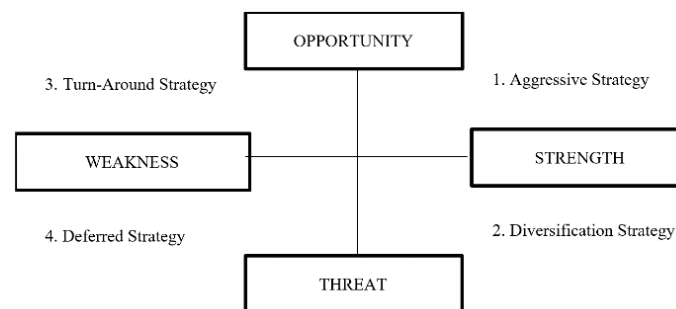 OPPORTUNITY
3. Turn-Around Strategy
1. Aggressive Strategy
WEAKNESS
STRENGTH
4. Deferred Strategy
2. Diversification Strategy
THREAT